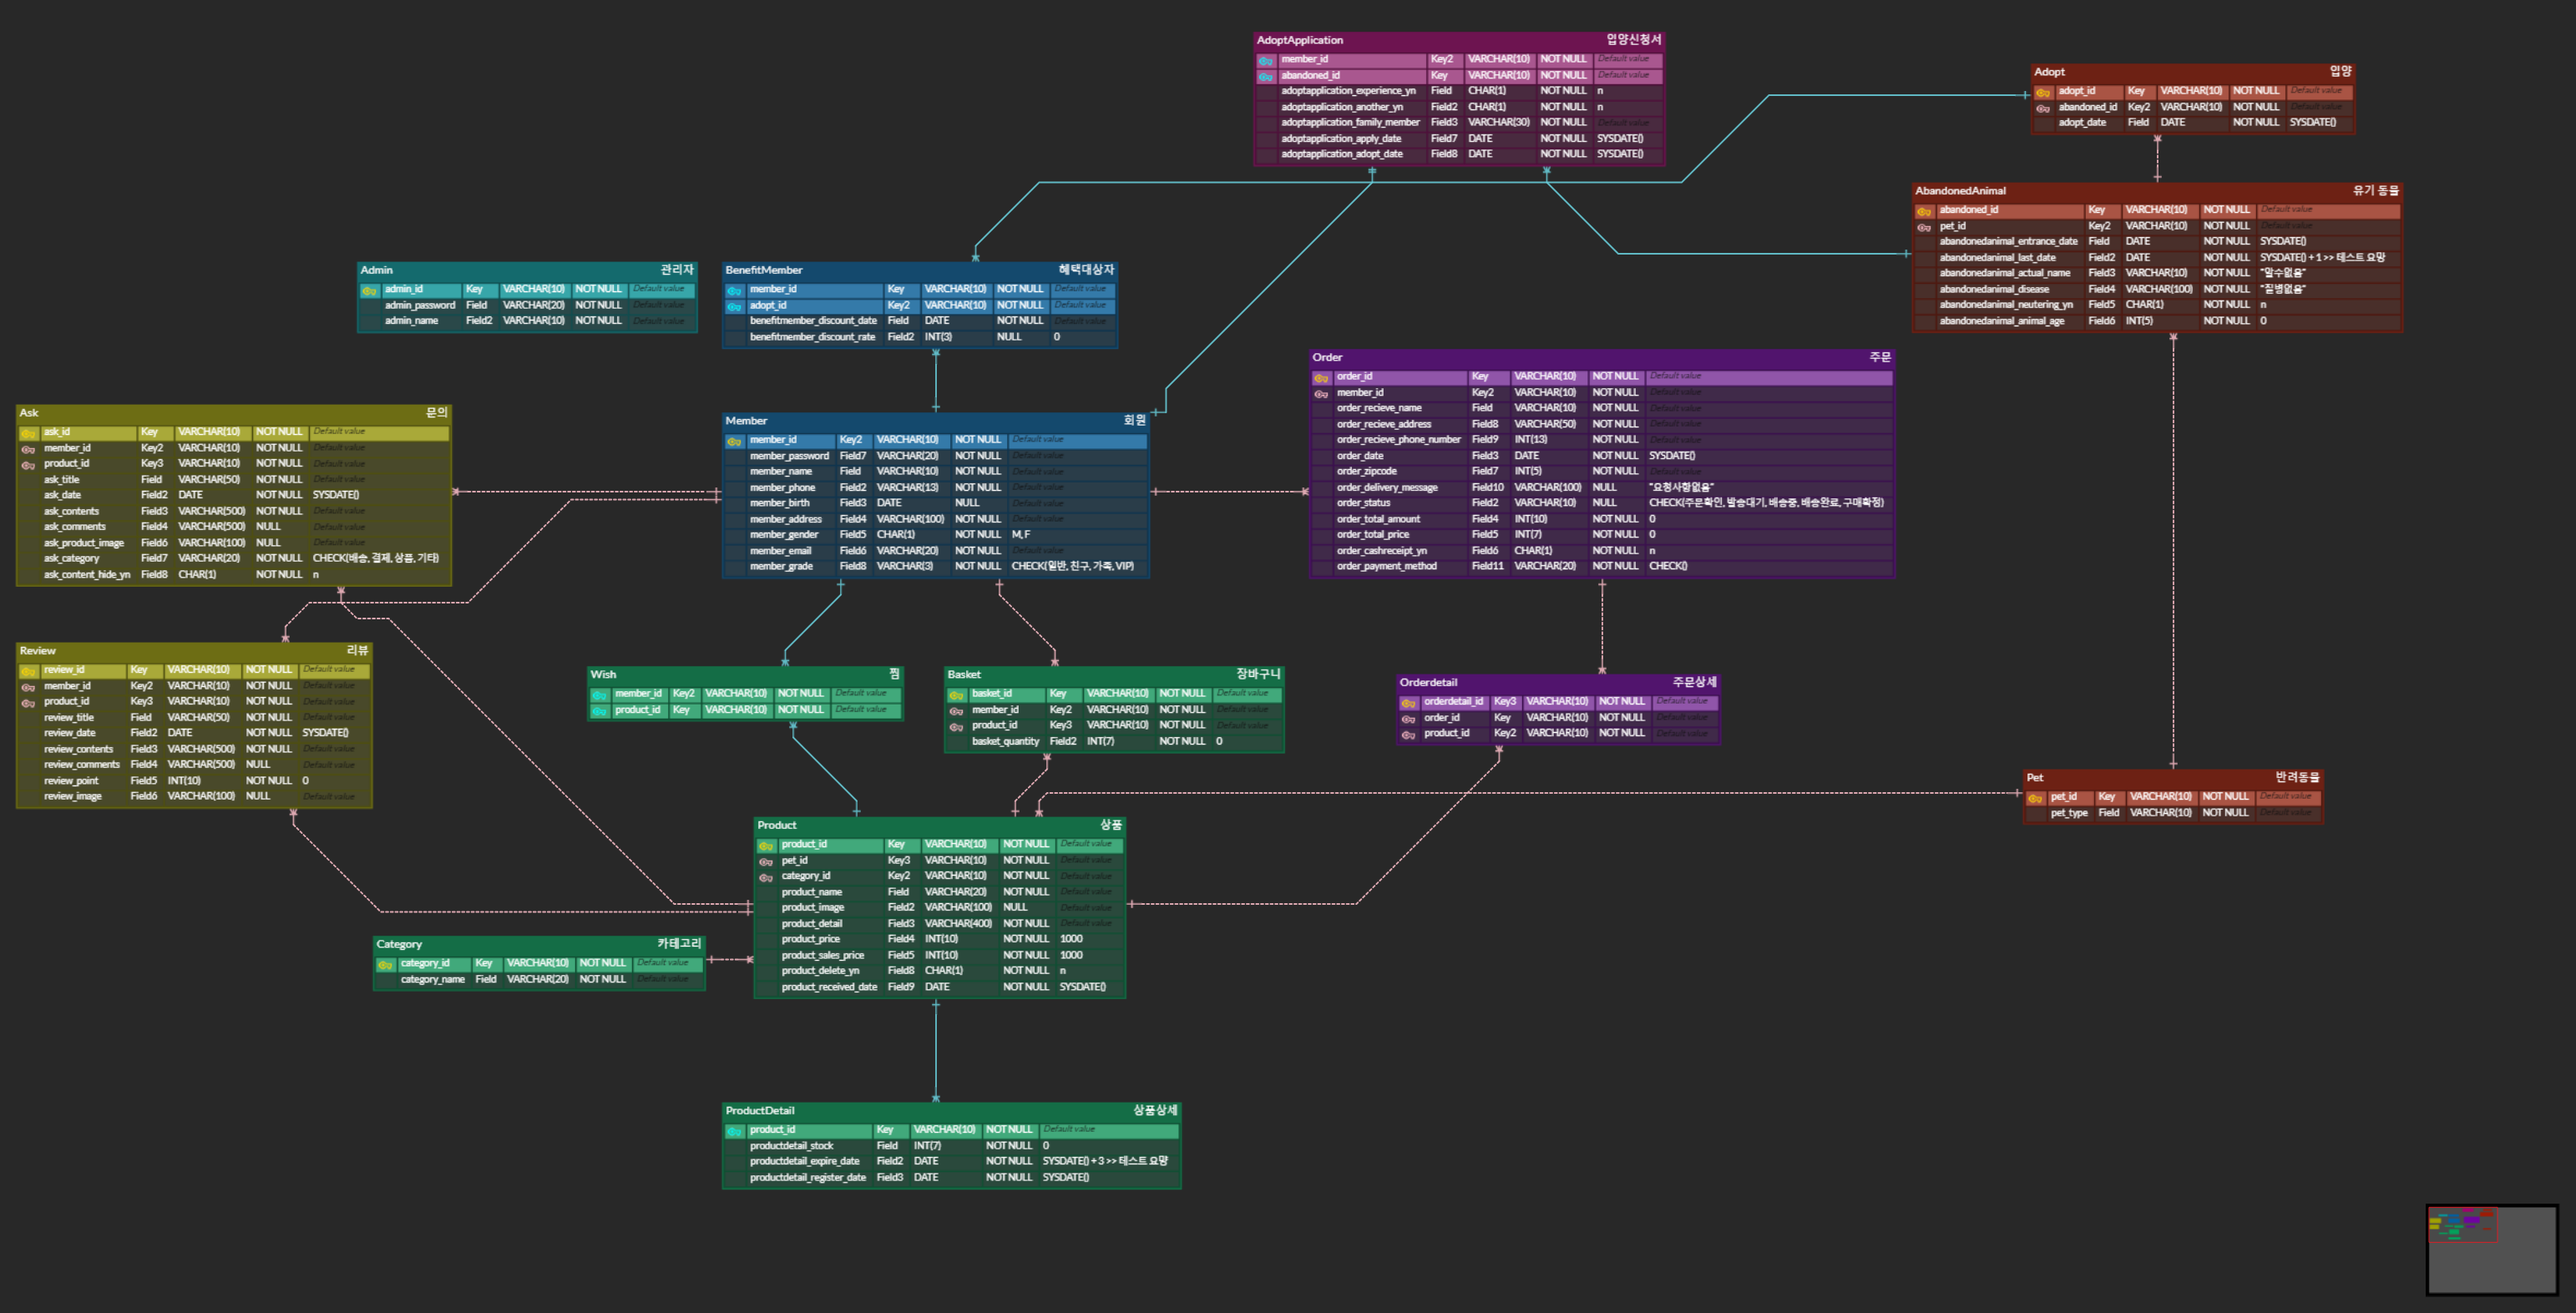 AdoptApplication 입양신청서
member_id Key2 VARCHAR(10) NOT NULL Default value
abandoned_id Key VARCHAR(10) NOT NULL Default value
adoptapplication_experience_yn Field CHAR(1) NOT NULL n
adoptapplication_another_yn Field2 CHAR(1) NOT NULL n
adoptapplication_family_member Field3 VARCHAR(30) NOT NULL Default value
adoptapplication_apply_date Field7 DATE NOT NULL SYSDATE()
adoptapplication_adopt_date Field8 DATE NOT NULL SYSDATE()
Adopt 입양
adopt_id Key VARCHAR(10) NOT NULL Default value
abandoned_id Key2 VARCHAR(10) NOT NULL Default value
adopt_date Field DATE NOT NULL SYSDATE()
AbandonedAnimal 유기 동물
abandoned_id Key VARCHAR(10) NOT NULL Default value
pet_id Key2 VARCHAR(10) NOT NULL Default value
abandonedanimal_entrance_date Field DATE NOT NULL SYSDATE()
abandonedanimal_last_date Field2 DATE NOT NULL SYSDATE() + 1 >> 테스트 요망
abandonedanimal_actual_name Field3 VARCHAR(10) NOT NULL "알수없음"
abandonedanimal_disease Field4 VARCHAR(100) NOT NULL "질병없음"
abandonedanimal_neutering_yn Field5 CHAR(1) NOT NULL n
abandonedanimal_animal_age Field6 INT(5) NOT NULL 0
Admin 관리자
admin_id Key VARCHAR(10) NOT NULL Default value
admin_password Field VARCHAR(20) NOT NULL Default value
admin_name Field2 VARCHAR(10) NOT NULL Default value
BenefitMember 혜택대상자
member_id Key VARCHAR(10) NOT NULL Default value
adopt_id Key2 VARCHAR(10) NOT NULL Default value
benefitmember_discount_date Field DATE NOT NULL Default value
benefitmember_discount_rate Field2 INT(3) NULL 0
Order 주문
order_id Key VARCHAR(10) NOT NULL Default value
member_id Key2 VARCHAR(10) NOT NULL Default value
order_recieve_name Field VARCHAR(10) NOT NULL Default value
order_recieve_address Field8 VARCHAR(50) NOT NULL Default value
order_recieve_phone_number Field9 INT(13) NOT NULL Default value
order_date Field3 DATE NOT NULL SYSDATE()
order_zipcode Field7 INT(5) NOT NULL Default value
order_delivery_message Field10 VARCHAR(100) NULL "요청사항없음"
order_status Field2 VARCHAR(10) NULL CHECK(주문확인, 발송대기, 배송중, 배송완료, 구매확정)
order_total_amount Field4 INT(10) NOT NULL 0
order_total_price Field5 INT(7) NOT NULL 0
order_cashreceipt_yn Field6 CHAR(1) NOT NULL n
order_payment_method Field11 VARCHAR(20) NOT NULL CHECK()
Ask 문의
ask_id Key VARCHAR(10) NOT NULL Default value
member_id Key2 VARCHAR(10) NOT NULL Default value
product_id Key3 VARCHAR(10) NOT NULL Default value
ask_title Field VARCHAR(50) NOT NULL Default value
ask_date Field2 DATE NOT NULL SYSDATE()
ask_contents Field3 VARCHAR(500) NOT NULL Default value
ask_comments Field4 VARCHAR(500) NULL Default value
ask_product_image Field6 VARCHAR(100) NULL Default value
ask_category Field7 VARCHAR(20) NOT NULL CHECK(배송, 결제, 상품, 기타)
ask_content_hide_yn Field8 CHAR(1) NOT NULL n
Member 회원
member_id Key2 VARCHAR(10) NOT NULL Default value
member_password Field7 VARCHAR(20) NOT NULL Default value
member_name Field VARCHAR(10) NOT NULL Default value
member_phone Field2 VARCHAR(13) NOT NULL Default value
member_birth Field3 DATE NULL Default value
member_address Field4 VARCHAR(100) NOT NULL Default value
member_gender Field5 CHAR(1) NOT NULL M, F
member_email Field6 VARCHAR(20) NOT NULL Default value
member_grade Field8 VARCHAR(3) NOT NULL CHECK(일반, 친구, 가족, VIP)
Review 리뷰
review_id Key VARCHAR(10) NOT NULL Default value
member_id Key2 VARCHAR(10) NOT NULL Default value
product_id Key3 VARCHAR(10) NOT NULL Default value
review_title Field VARCHAR(50) NOT NULL Default value
review_date Field2 DATE NOT NULL SYSDATE()
review_contents Field3 VARCHAR(500) NOT NULL Default value
review_comments Field4 VARCHAR(500) NULL Default value
review_point Field5 INT(10) NOT NULL 0
review_image Field6 VARCHAR(100) NULL Default value
Wish 찜
member_id Key2 VARCHAR(10) NOT NULL Default value
product_id Key VARCHAR(10) NOT NULL Default value
Basket 장바구니
basket_id Key VARCHAR(10) NOT NULL Default value
member_id Key2 VARCHAR(10) NOT NULL Default value
product_id Key3 VARCHAR(10) NOT NULL Default value
basket_quantity Field2 INT(7) NOT NULL 0
Orderdetail 주문상세
orderdetail_id Key3 VARCHAR(10) NOT NULL Default value
order_id Key VARCHAR(10) NOT NULL Default value
product_id Key2 VARCHAR(10) NOT NULL Default value
Pet 반려동물
pet_id Key VARCHAR(10) NOT NULL Default value
pet_type Field VARCHAR(10) NOT NULL Default value
Product 상품
product_id Key VARCHAR(10) NOT NULL Default value
pet_id Key3 VARCHAR(10) NOT NULL Default value
category_id Key2 VARCHAR(10) NOT NULL Default value
product_name Field VARCHAR(20) NOT NULL Default value
product_image Field2 VARCHAR(100) NULL Default value
product_detail Field3 VARCHAR(400) NOT NULL Default value
product_price Field4 INT(10) NOT NULL 1000
product_sales_price Field5 INT(10) NOT NULL 1000
product_delete_yn Field8 CHAR(1) NOT NULL n
product_received_date Field9 DATE NOT NULL SYSDATE()
Category 카테고리
category_id Key VARCHAR(10) NOT NULL Default value
category_name Field VARCHAR(20) NOT NULL Default value
ProductDetail 상품상세
product_id Key VARCHAR(10) NOT NULL Default value
productdetail_stock Field INT(7) NOT NULL 0
productdetail_expire_date Field2 DATE NOT NULL SYSDATE() + 3 >> 테스트 요망
productdetail_register_date Field3 DATE NOT NULL SYSDATE()